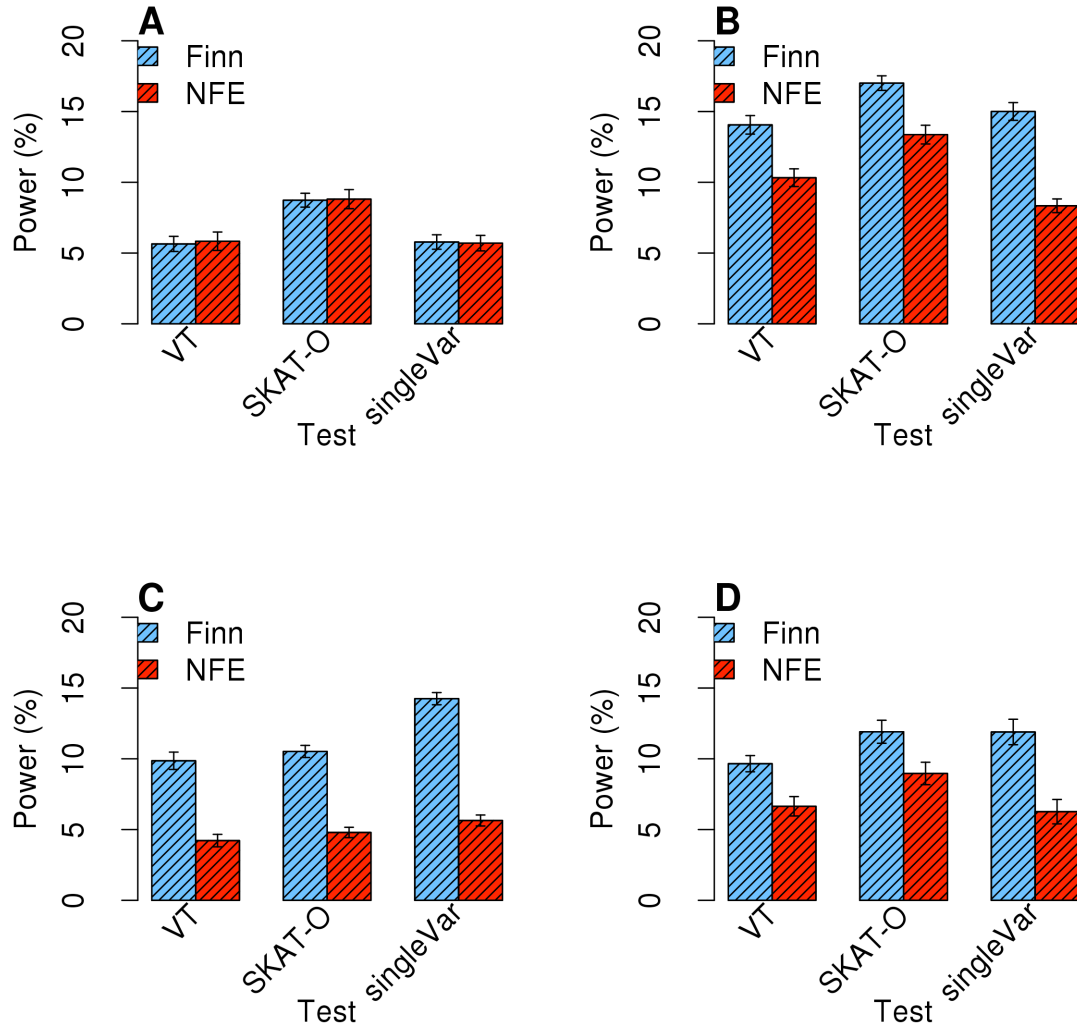 A
Finn
NFE
Power (%)
20
15
10
5
0
VT
SKAT-O
singleVar
Test
B
Finn
NFE
Power (%)
20
15
10
5
0
VT
SKAT-O
singleVar
Test
C
Finn
NFE
Power (%)
20
15
10
5
0
VT
SKAT-O
singleVar
Test
D
Finn
NFE
Power (%)
20
15
10
5
0
VT
SKAT-O
singleVar
Test